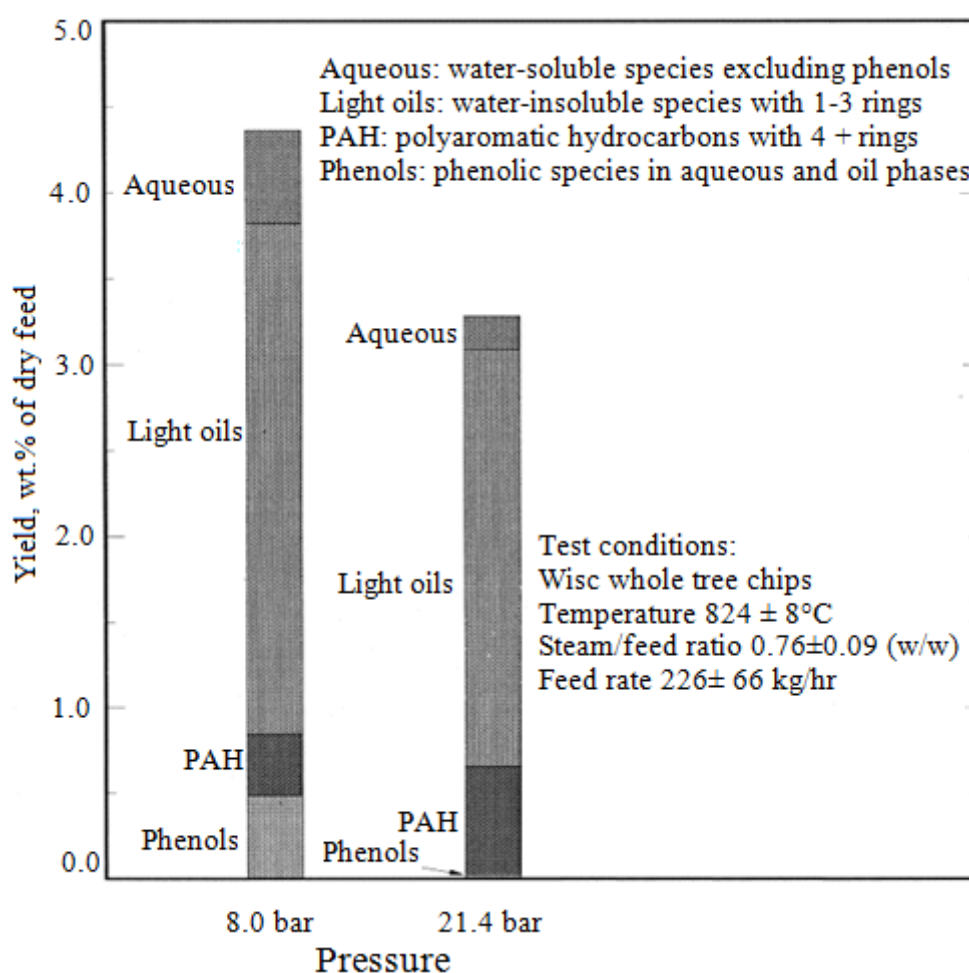 5.0
Aqueous: water-soluble species excluding phenols
Light oils: water-insoluble species with 1-3 rings
PAH: polyaromatic hydrocarbons with 4 + rings
Phenols: phenolic species in aqueous and oil phases
Aqueous
4.0
Aqueous
3.0
Yield, wt.% of dry feed
Light oils
2.0
Test conditions:
Wisc whole tree chips
Light oils
Temperature 824 ± 8°C
Steam/feed ratio 0.76±0.09 (w/w)
Feed rate 226± 66 kg/hr
1.0
PAH
PAH
Phenols
Phenols
0.0
8.0 bar
21.4 bar
Pressure